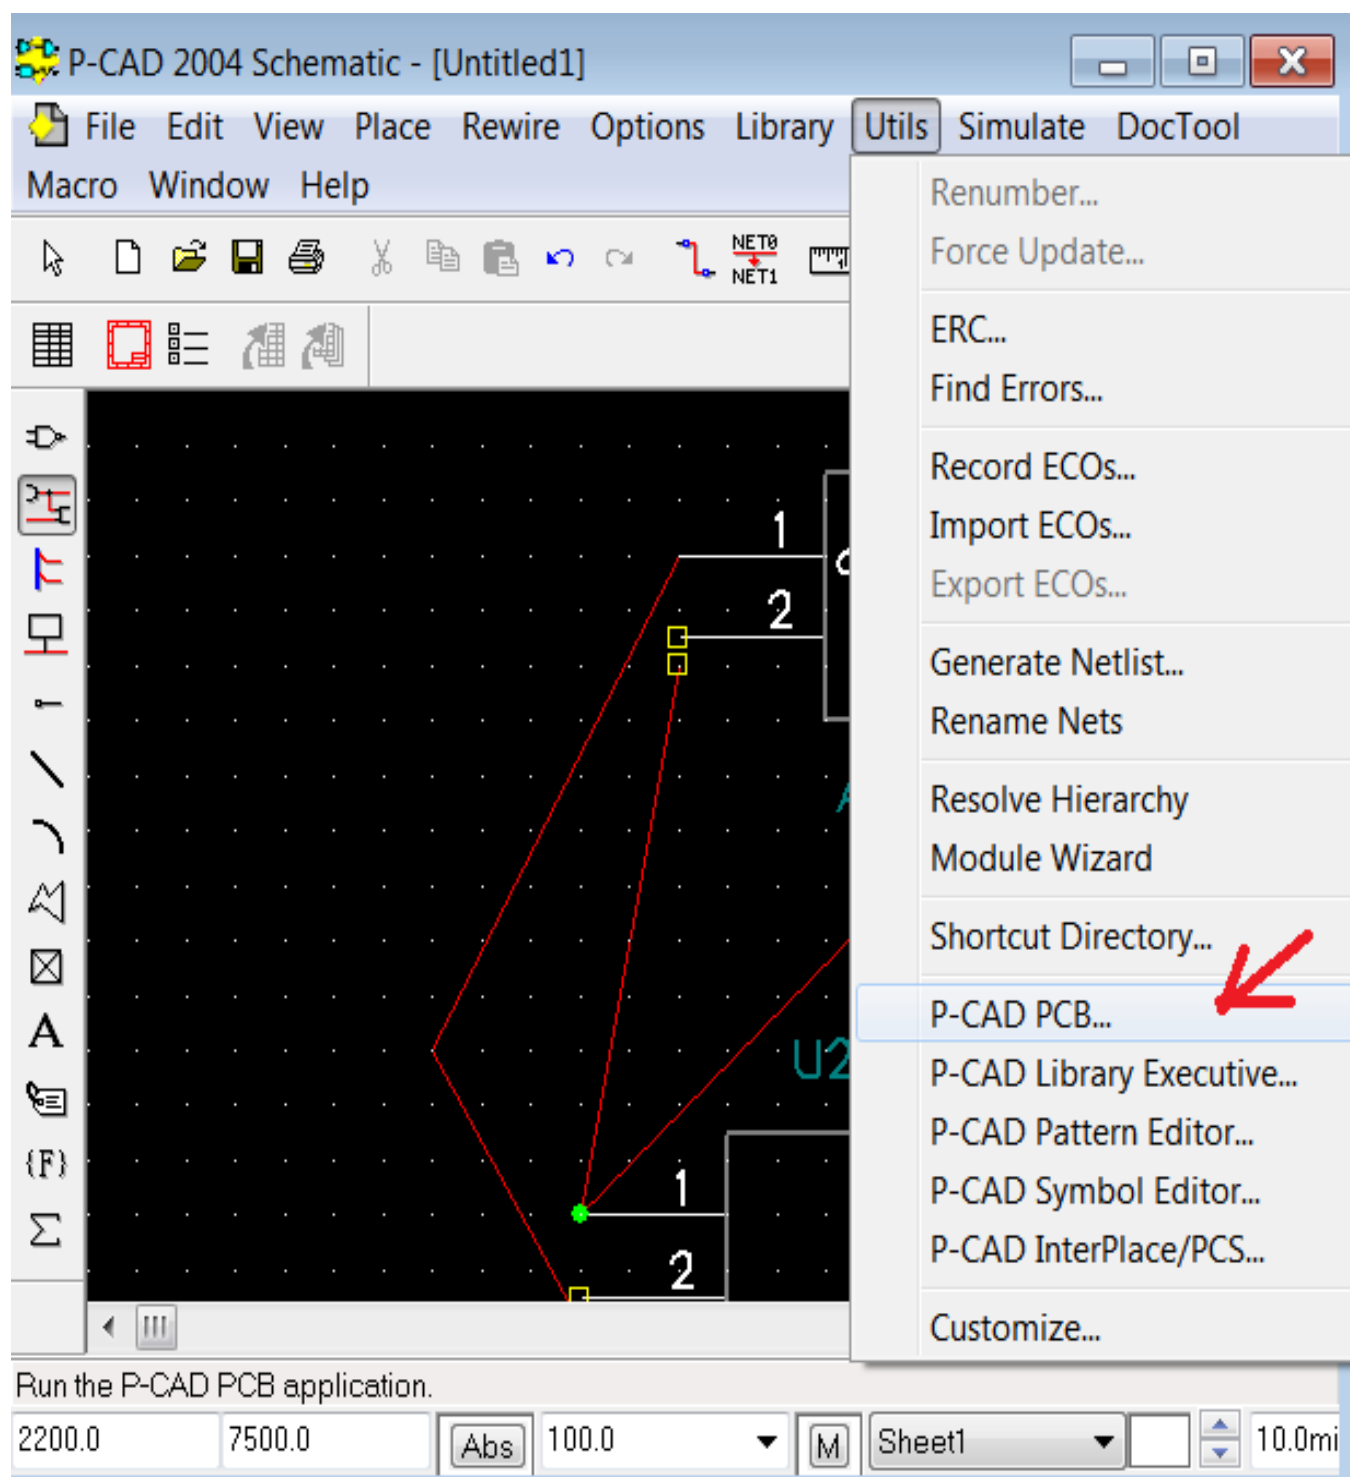 P-CAD 2004 Schematic - [Untitled1]
File Edit View Place Rewire Options Library Utils Simulate DocTool
Macro Window Help
NET0
NET1
Renumber...
Force Update...
ERC...
Find Errors...
Record ECOs...
Import ECOs...
Export ECOs...
Generate Netlist...
Rename Nets
Resolve Hierarchy
Module Wizard
Shortcut Directory...
P-CAD PCB...
P-CAD Library Executive...
P-CAD Pattern Editor...
P-CAD Symbol Editor...
P-CAD InterPlace/PCS...
Customize...
1
2
U2
1
2
A
{F}
Σ
Run the P-CAD PCB application.
2200.0 7500.0 Abs 100.0 M Sheet1 10.0mi